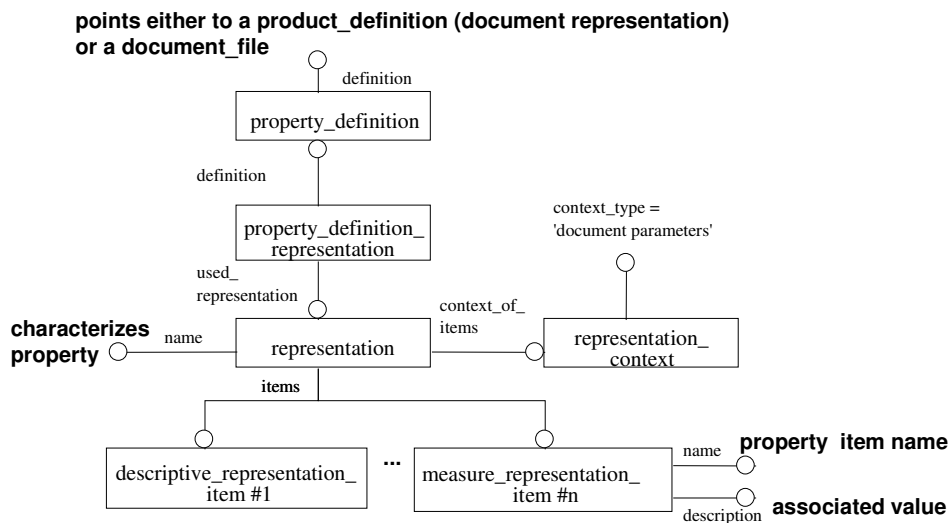 points either to a product_definition (document representation)
or a document_file
definition
property_definition
definition
property_definition_
representation
context_type =
'document parameters'
used_
representation
context_of_
items
characterizes
property
name
representation
representation_
context
items
descriptive_representation_
item #1
...
measure_representation_
item #n
name
property item name
description
associated value